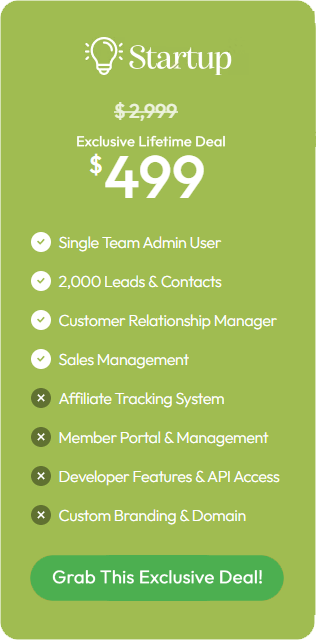 Startup
$ 2,999
Exclusive Lifetime Deal
$499
Single Team Admin User
2,000 Leads & Contacts
Customer Relationship Manager
Sales Management
Affiliate Tracking System
Member Portal & Management
Developer Features & API Access
Custom Branding & Domain
Grab This Exclusive Deal!